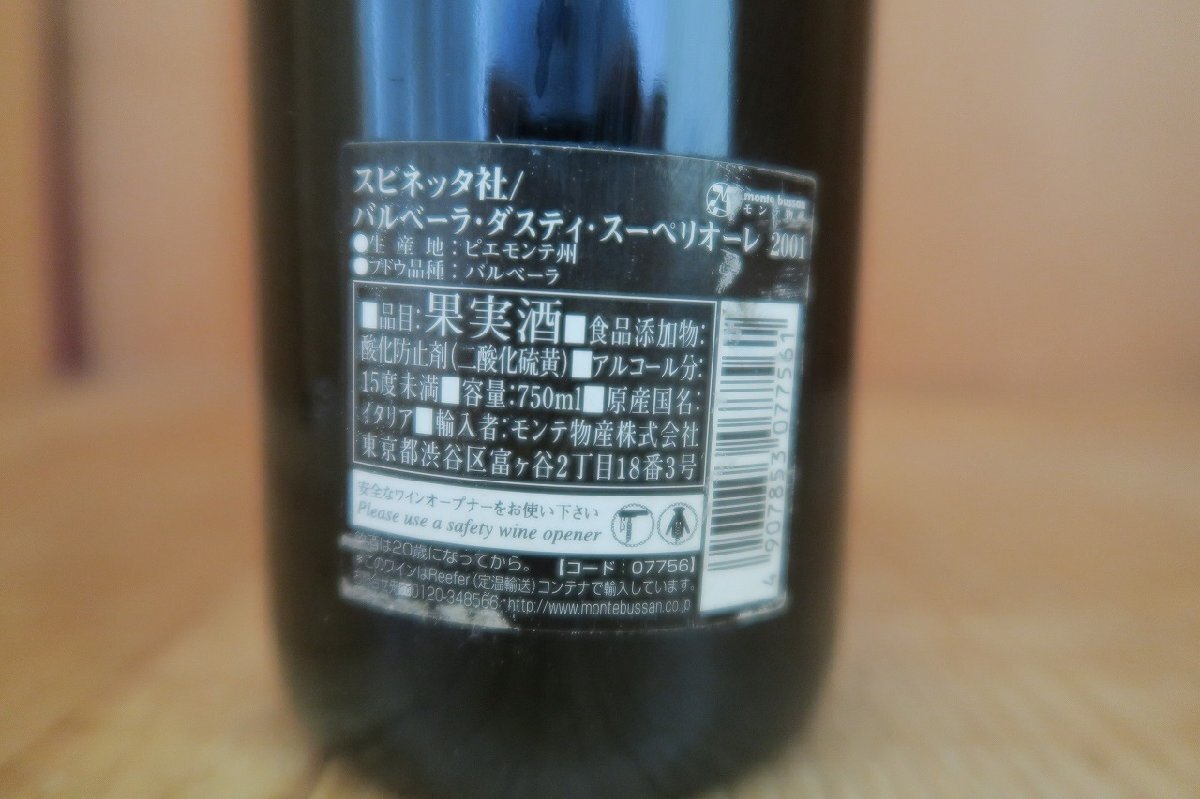 スピネッタ社/
monte bussan
バルベーラ・ダスティ・スーペリオーレ 2001
●生産地：ピエモンテ州
●ブドウ品種：バルベーラ
■品目:果実酒■食品添加物:
酸化防止剤(二酸化硫黄)■アルコール分:
15度未満■容量:750ml■原産国名:
イタリア■輸入者:モンテ物産株式会社
東京都渋谷区富ヶ谷2丁目18番3号
安全なワインオープナーをお使い下さい
Please use a safety wine opener
は20歳になってから。【コード：07756】
このワインはReefer(定温輸送)コンテナで輸入しています。
0120-348566 http://www.montebussan.co.jp
4 907853 077561